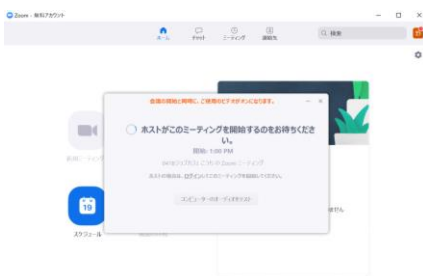 Zoom - 無料アカウント
ホーム
チャット
ミーティング
連絡先
検索
会議の開始と同時に、ご使用のビデオがオンになります。
ホストがこのミーティングを開始するのをお待ちくださ
い。
開始: 1:00 PM
ホストの場合は、ログインしてこのミーティングを開始してください。
コンピューターのオーディオをテスト
19
スケジュール
ません